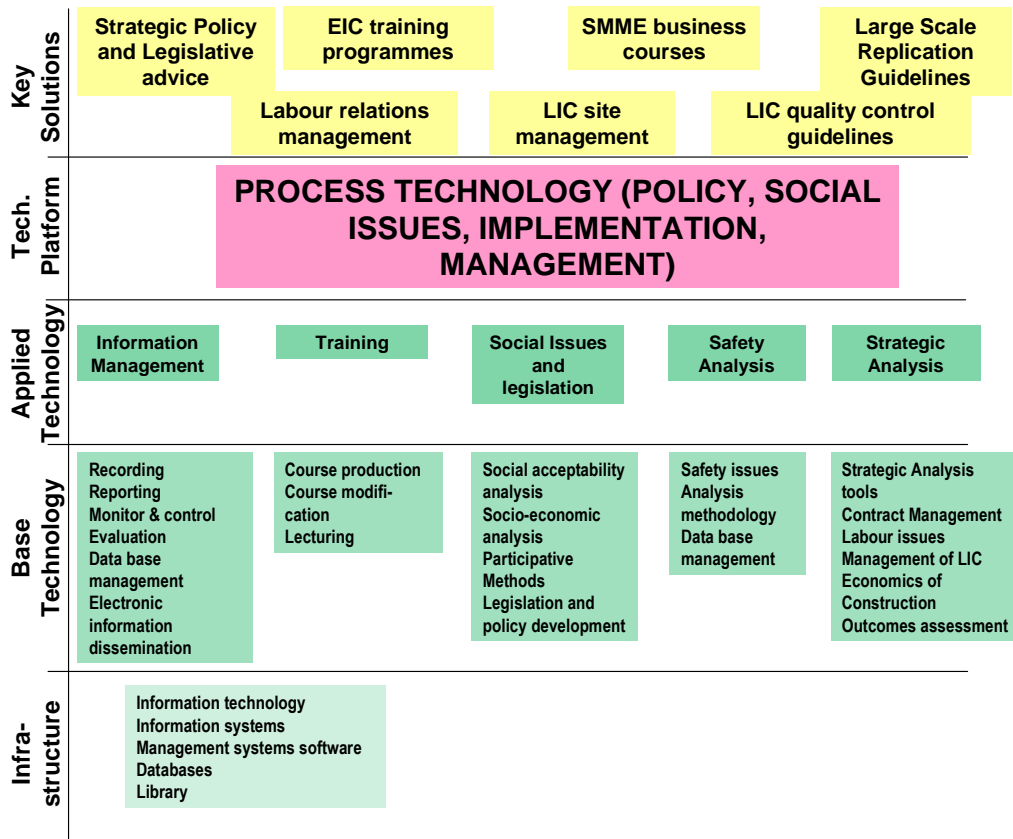 Key
Solutions
Strategic Policy
and Legislative
advice
EIC training
programmes
SMME business
courses
Large Scale
Replication
Guidelines
Labour relations
management
LIC site
management
LIC quality control
guidelines
Tech.
Platform
PROCESS TECHNOLOGY (POLICY, SOCIAL
ISSUES, IMPLEMENTATION,
MANAGEMENT)
Applied
Technology
Information
Management
Training
Social Issues
and
legislation
Safety
Analysis
Strategic
Analysis
Base
Technology
Recording
Reporting
Monitor & control
Evaluation
Data base
management
Electronic
information
dissemination
Course production
Course modifi-
cation
Lecturing
Social acceptability
analysis
Socio-economic
analysis
Participative
Methods
Legislation and
policy development
Safety issues
Analysis
methodology
Data base
management
Strategic Analysis
tools
Contract Management
Labour issues
Management of LIC
Economics of
Construction
Outcomes assessment
Infra-
structure
Information technology
Information systems
Management systems software
Databases
Library